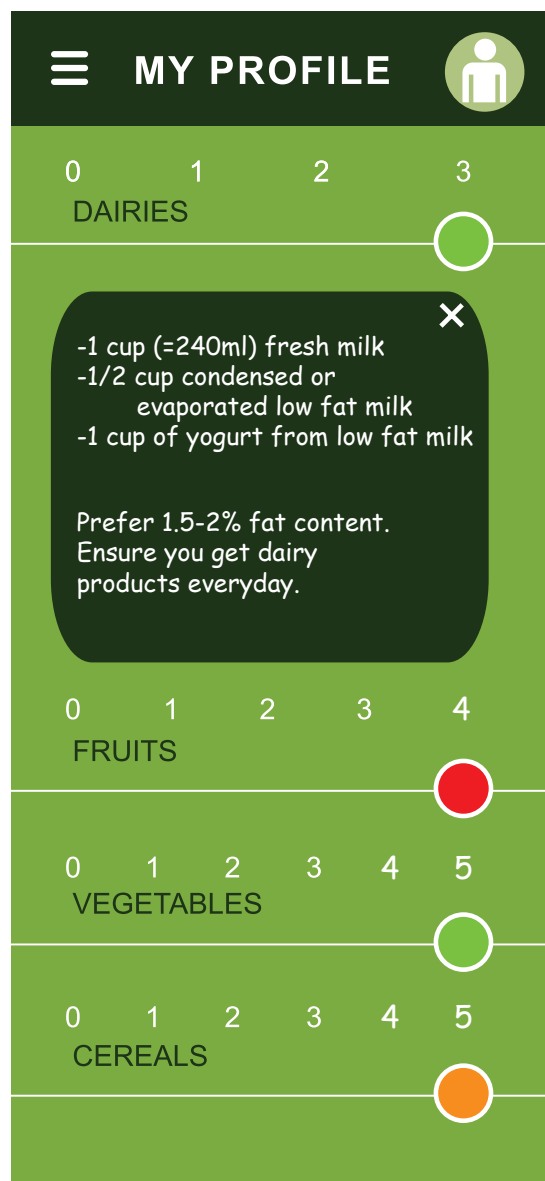 MY PROFILE
0 1 2 3
DAIRIES
-1 cup (=240ml) fresh milk
-1/2 cup condensed or
evaporated low fat milk
-1 cup of yogurt from low fat milk
Prefer 1.5-2% fat content.
Ensure you get dairy
products everyday.
0 1 2 3 4
FRUITS
0 1 2 3 4 5
VEGETABLES
0 1 2 3 4 5
CEREALS